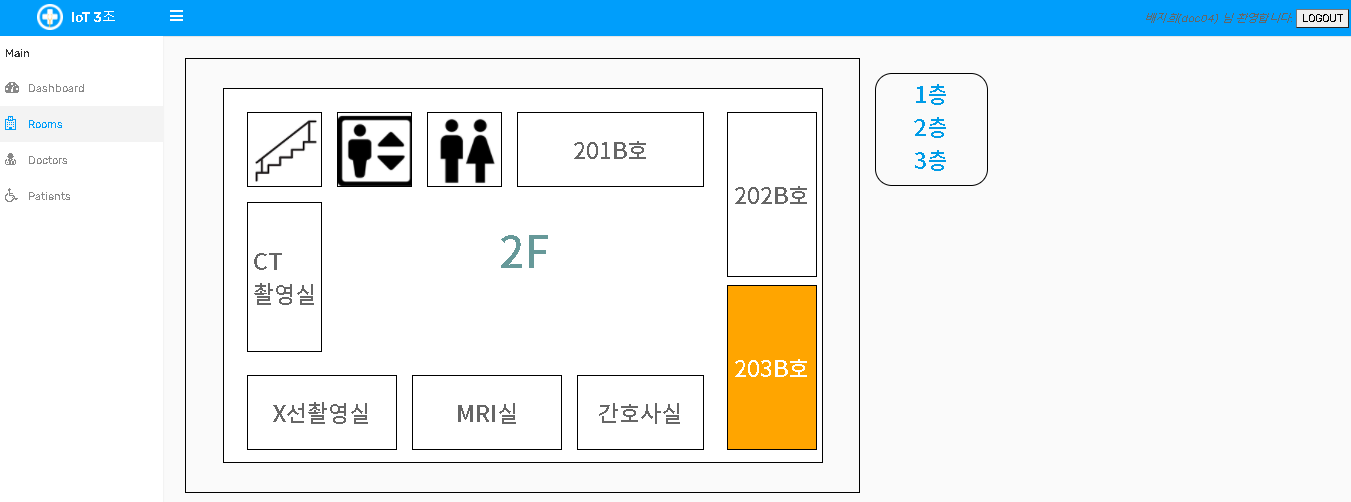 IoT 3조
님 환영합니다
LOGOUT
Main
Dashboard
Rooms
Doctors
Patients
201B호
202B호
CT
촬영실
2F
203B호
X선촬영실
MRI실
간호사실
1층
2층
3층